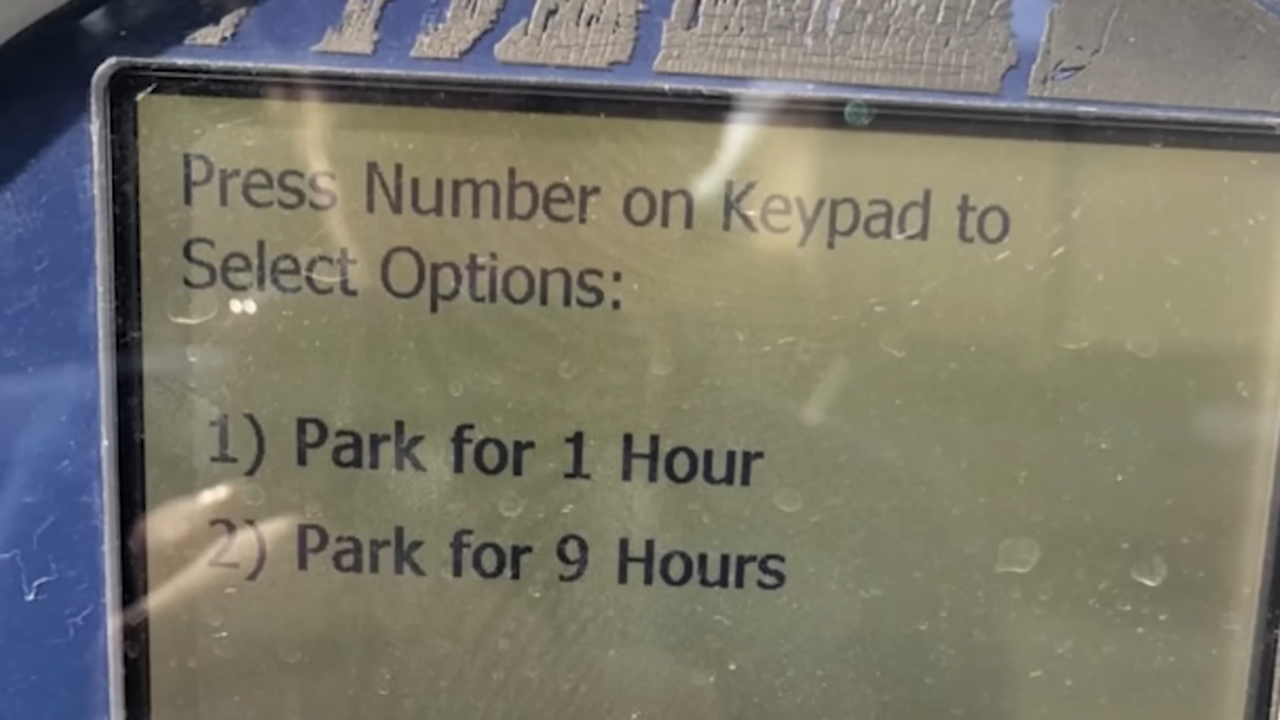 Press Number on Keypad to
Select Options:
1) Park for 1 Hour
2) Park for 9 Hours